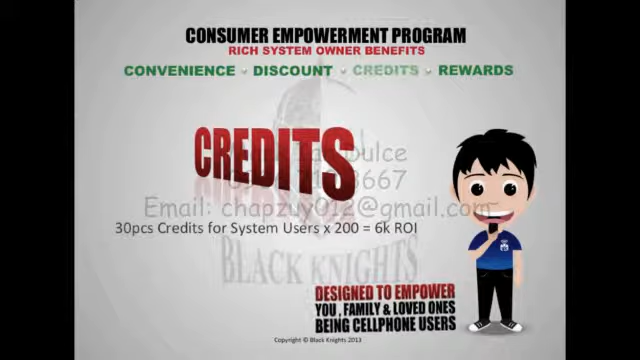 CONSUMER EMPOWERMENT PROGRAM
RICH SYSTEM OWNER BENEFITS
CONVENIENCE • DISCOUNT • CREDITS • REWARDS
CREDITS
Dulce
3667
Email: chapzuy012@gmail.com
30pcs Credits for System Users x 200 = 6k ROI
BLACK KNIGHTS
DESIGNED TO EMPOWER
YOU, FAMILY & LOVED ONES
BEING CELLPHONE USERS
Copyright © Black Knights 2013